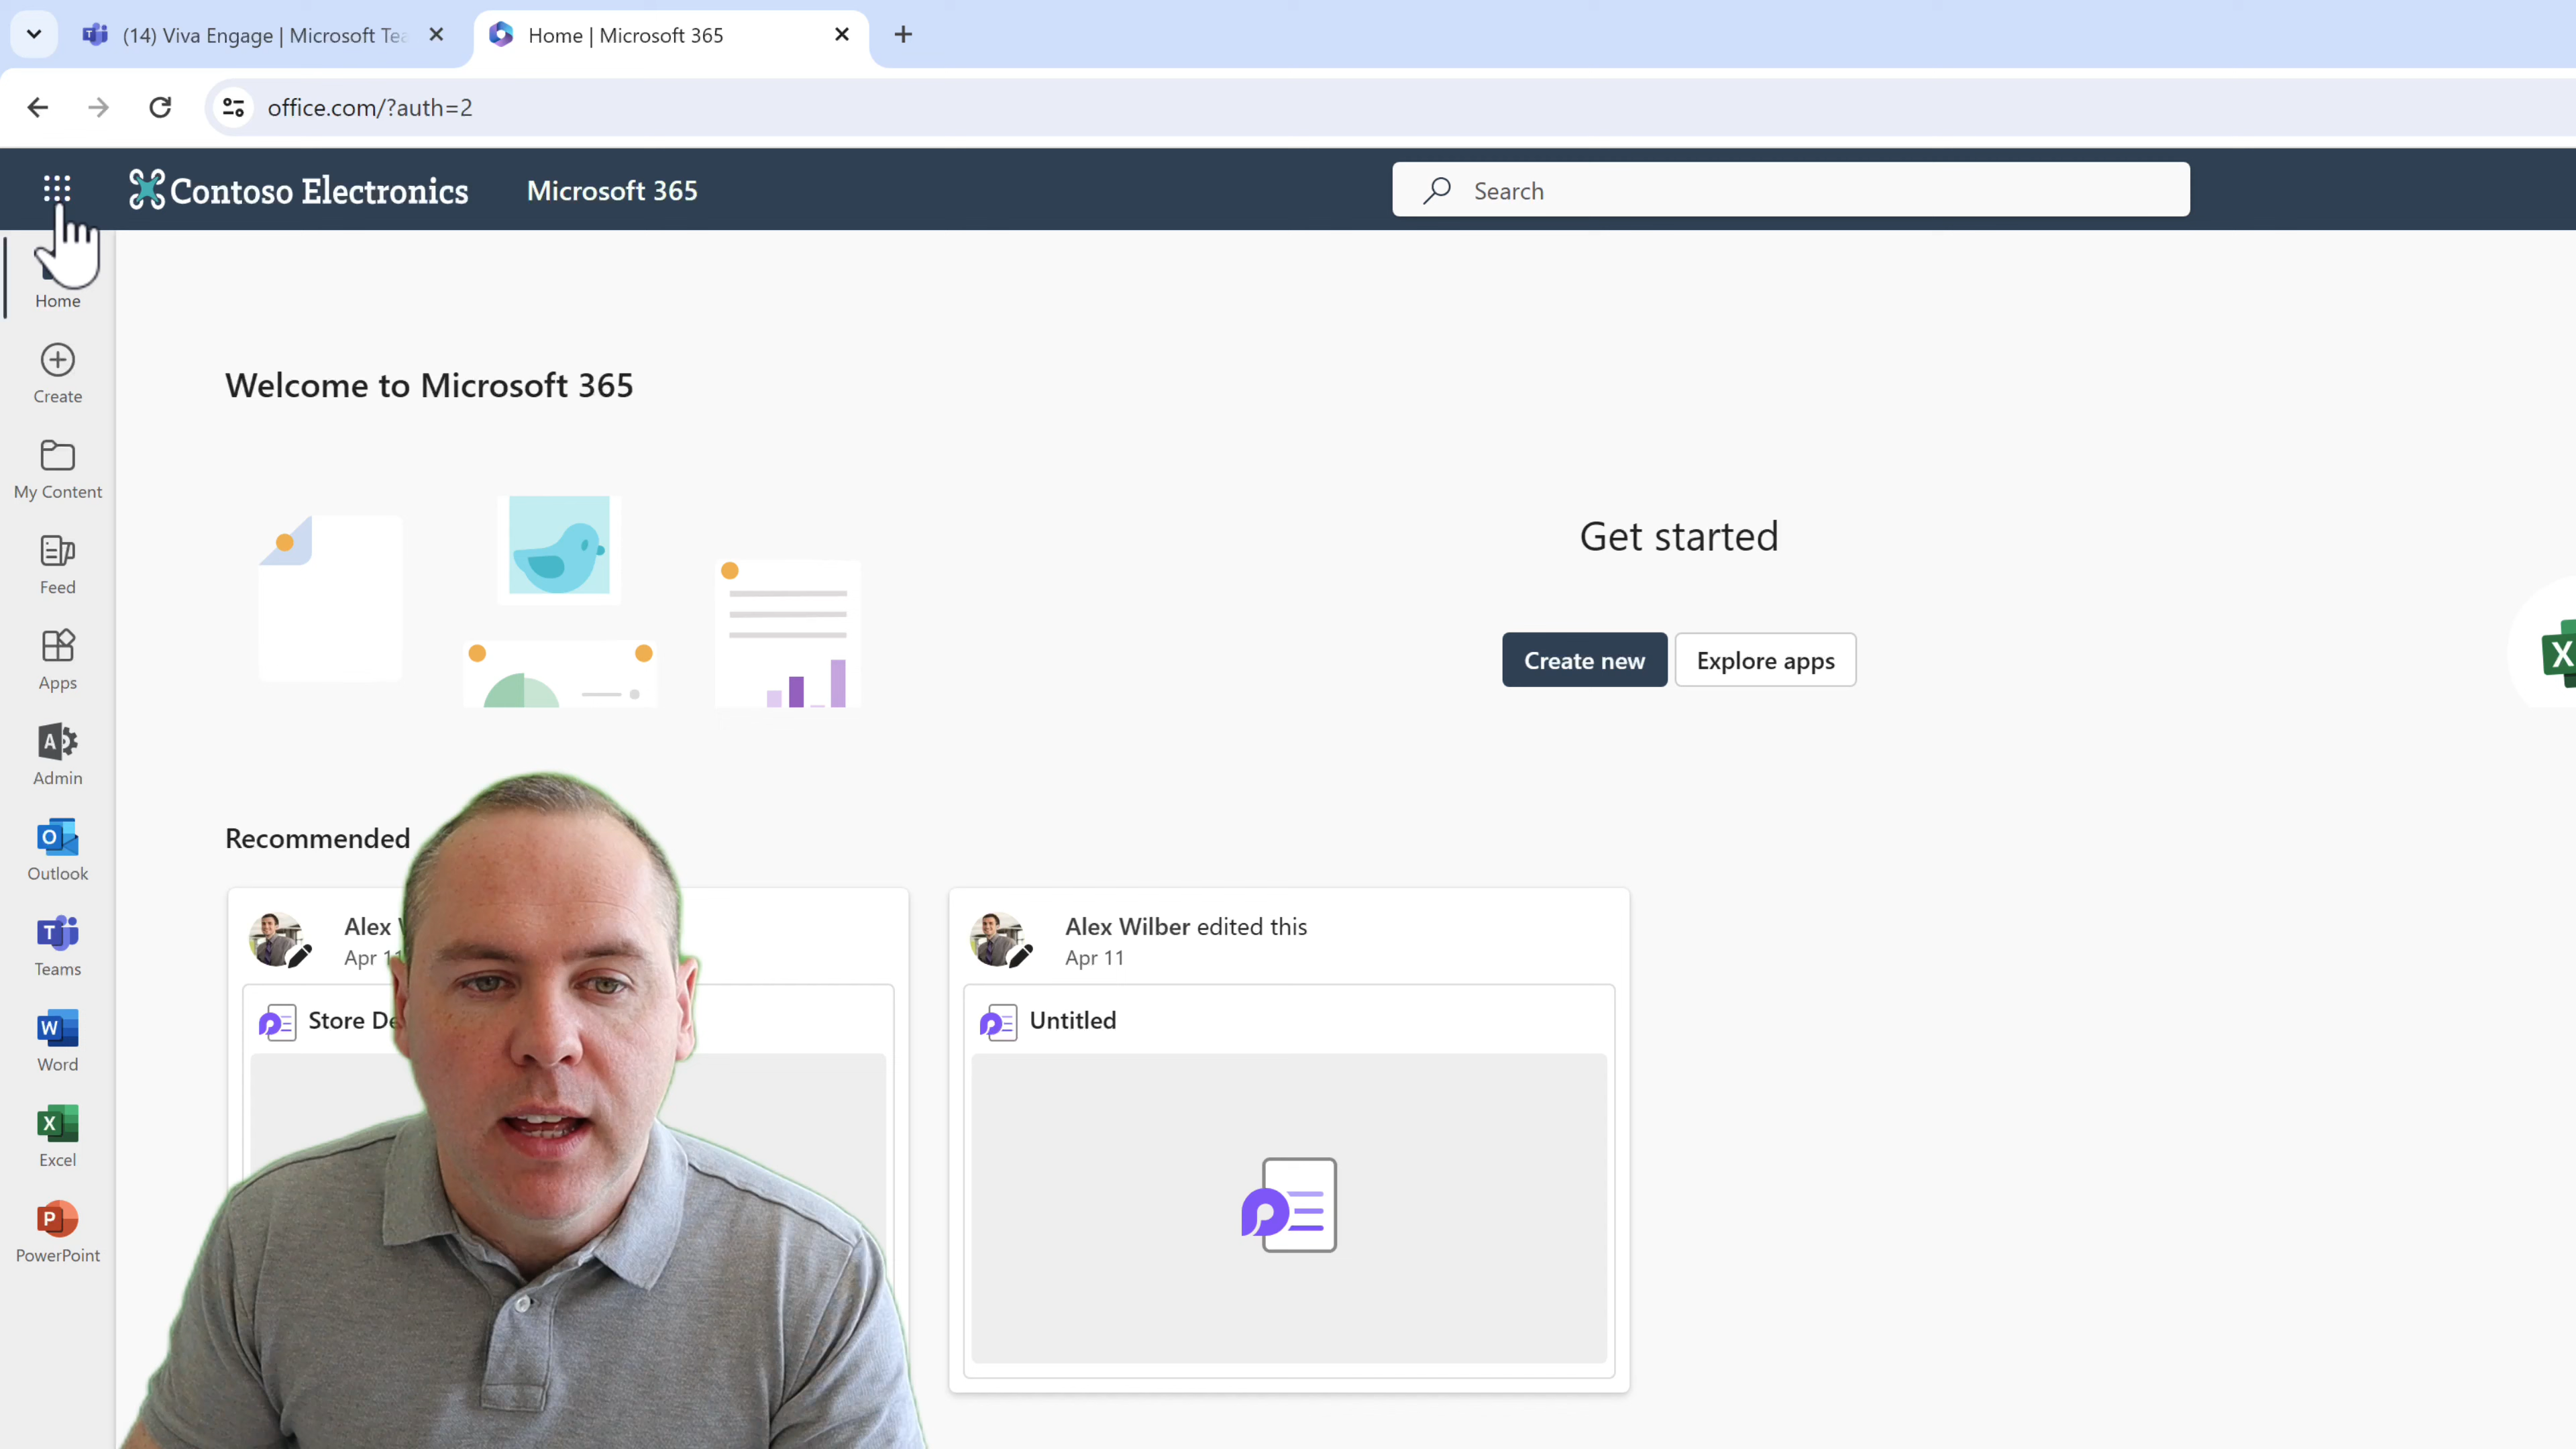 (14) Viva Engage | Microsoft Tea
Home | Microsoft 365
office.com/?auth=2
Contoso Electronics
Microsoft 365
Search
Home
Create
My Content
Feed
Apps
Admin
Outlook
Teams
Word
Excel
PowerPoint
Welcome to Microsoft 365
Get started
Create new
Explore apps
Recommended
Alex
Apr 11
Store De
Alex Wilber edited this
Apr 11
Untitled